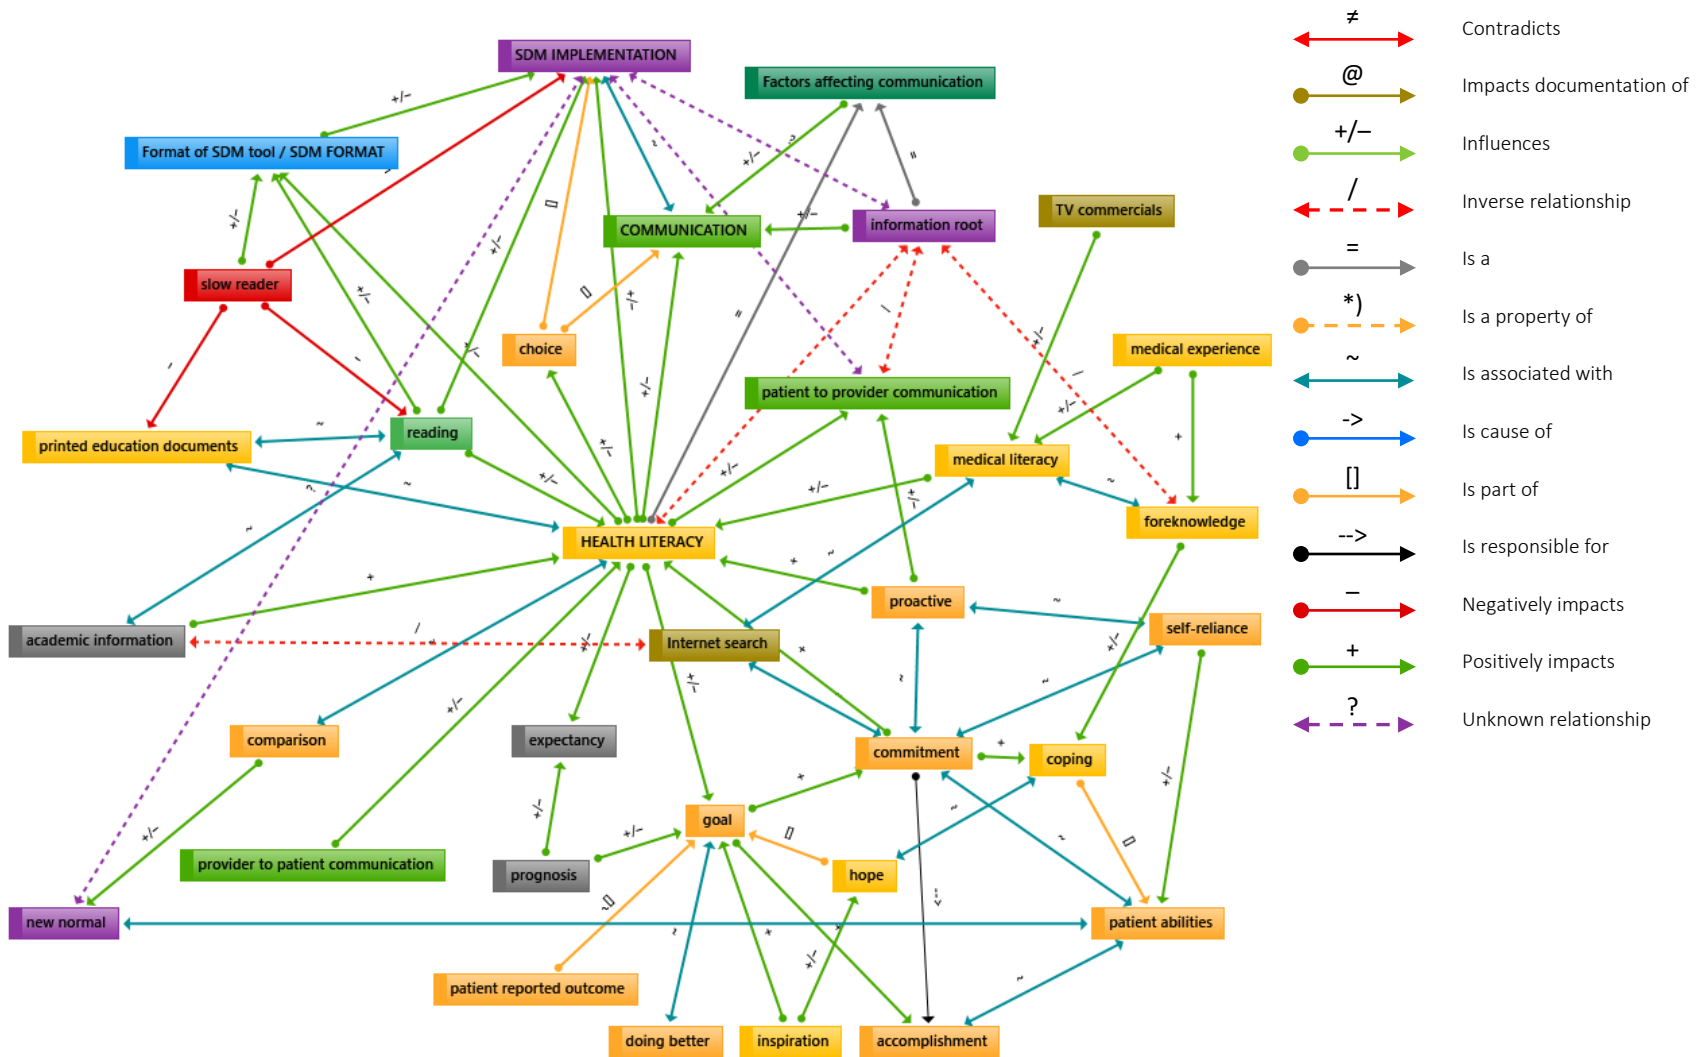 SDM IMPLEMENTATION
Factors affecting communication
Format of SDM tool / SDM FORMAT
TV commercials
COMMUNICATION
information root
slow reader
choice
medical experience
patient to provider communication
printed education documents
reading
medical literacy
foreknowledge
HEALTH LITERACY
proactive
academic information
Internet search
self-reliance
comparison
expectancy
commitment
coping
goal
provider to patient communication
prognosis
hope
new normal
patient abilities
patient reported outcome
doing better
inspiration
accomplishment
≠ Contradicts
@ Impacts documentation of
+/– Influences
/ Inverse relationship
= Is a
*) Is a property of
~ Is associated with
-> Is cause of
[] Is part of
--> Is responsible for
– Negatively impacts
+ Positively impacts
? Unknown relationship